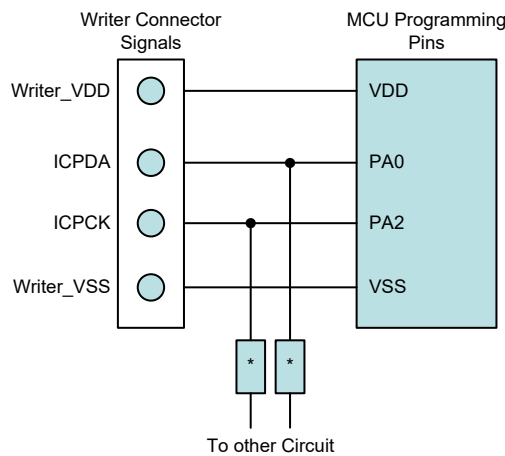 Writer Connector
Signals
MCU Programming
Pins
Writer_VDD
VDD
ICPDA
PA0
ICPCK
PA2
Writer_VSS
VSS
* *
To other Circuit